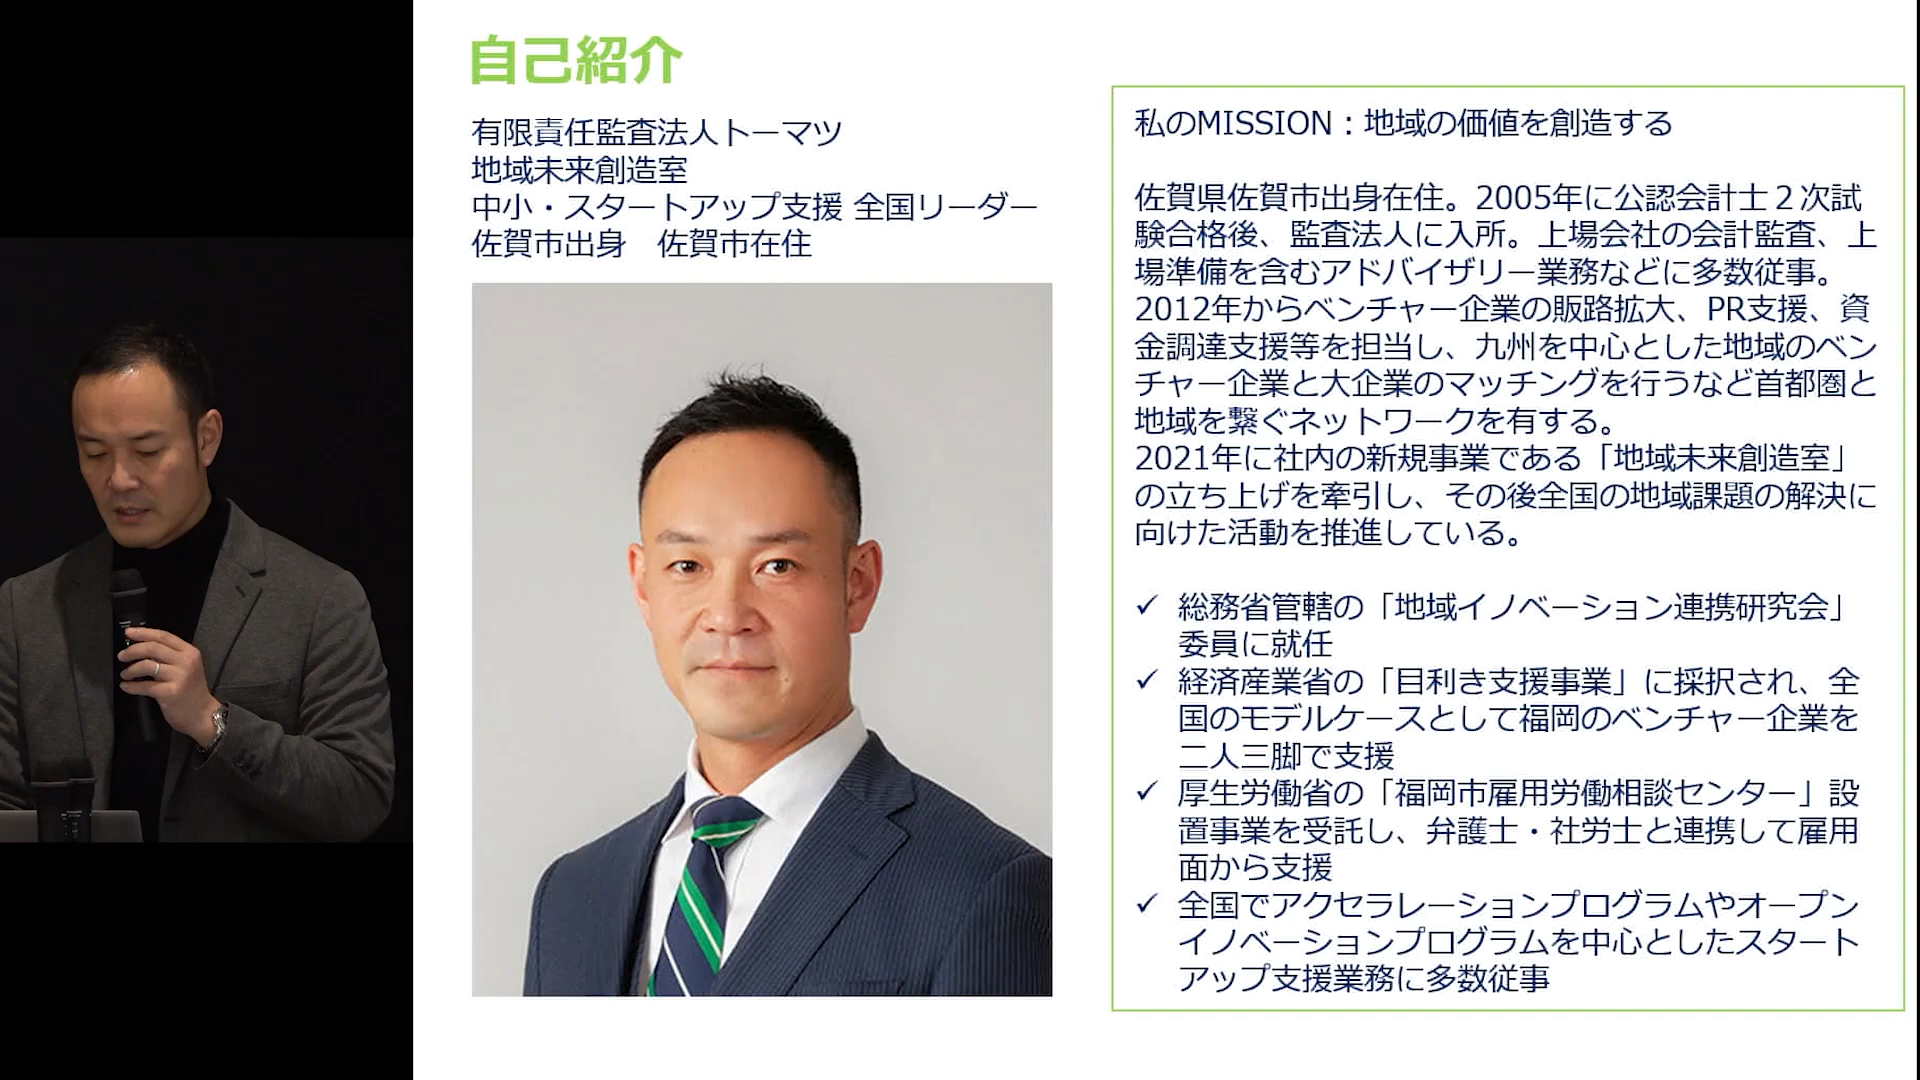 自己紹介
有限責任監査法人トーマツ
地域未来創造室
中小・スタートアップ支援 全国リーダー
佐賀市出身　佐賀市在住
私のMISSION：地域の価値を創造する
佐賀県佐賀市出身在住。2005年に公認会計士２次試
験合格後、監査法人に入所。上場会社の会計監査、上
場準備を含むアドバイザリー業務などに多数従事。
2012年からベンチャー企業の販路拡大、PR支援、資
金調達支援等を担当し、九州を中心とした地域のベン
チャー企業と大企業のマッチングを行うなど首都圏と
地域を繋ぐネットワークを有する。
2021年に社内の新規事業である「地域未来創造室」
の立ち上げを牽引し、その後全国の地域課題の解決に
向けた活動を推進している。
✓ 総務省管轄の「地域イノベーション連携研究会」
委員に就任
✓ 経済産業省の「目利き支援事業」に採択され、全
国のモデルケースとして福岡のベンチャー企業を
二人三脚で支援
✓ 厚生労働省の「福岡市雇用労働相談センター」設
置事業を受託し、弁護士・社労士と連携して雇用
面から支援
✓ 全国でアクセラレーションプログラムやオープン
イノベーションプログラムを中心としたスタート
アップ支援業務に多数従事